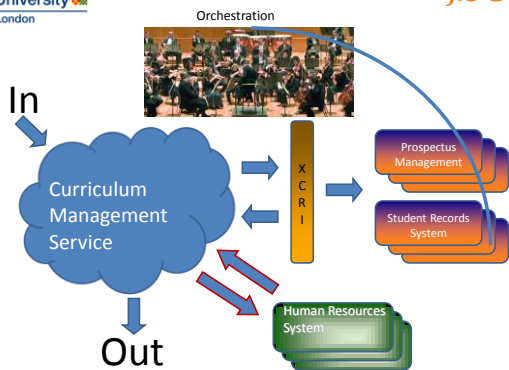 University
London
Orchestration
In
Curriculum
Management
Service
X
C
R
I
Prospectus
Management
Student Records
System
Human Resources
System
Out